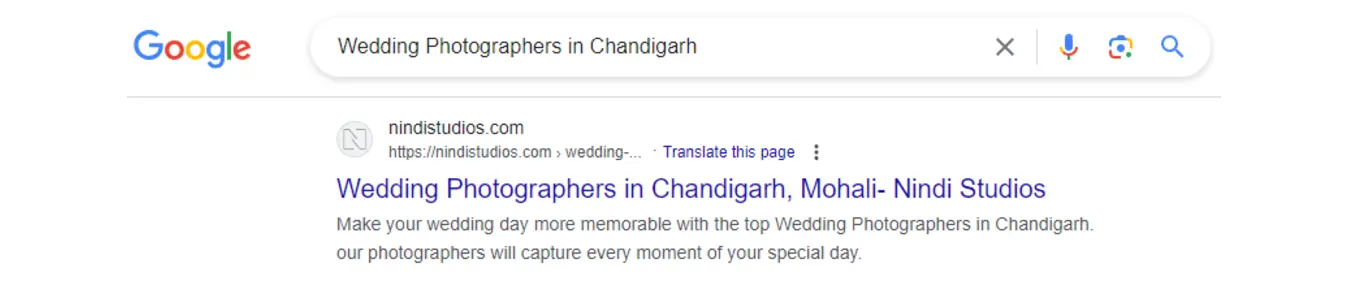 Google
Wedding Photographers in Chandigarh
nindistudios.com
https://nindistudios.com › wedding-... · Translate this page
Wedding Photographers in Chandigarh, Mohali- Nindi Studios
Make your wedding day more memorable with the top Wedding Photographers in Chandigarh.
our photographers will capture every moment of your special day.